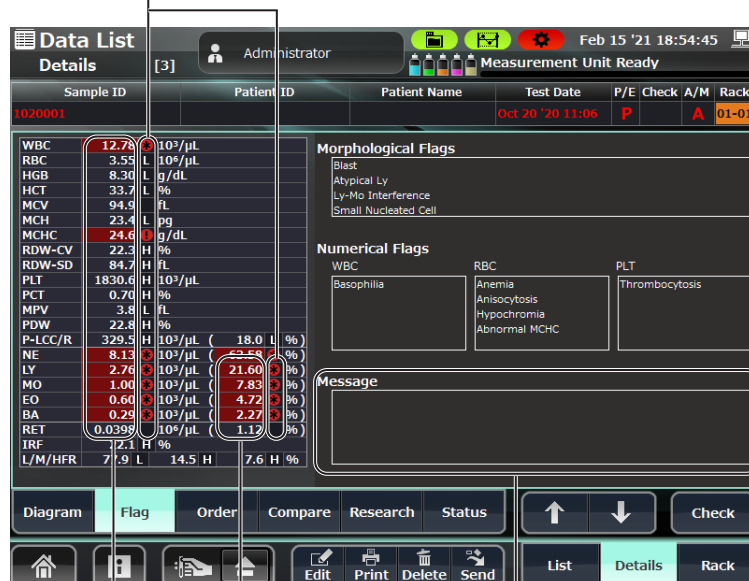 Data List
Details [3]
Administrator
Feb 15 '21 18:54:45
Measurement Unit Ready
Sample ID Patient ID Patient Name Test Date P/E Check A/M Rack
1020001 Oct 20 '20 11:06 P A 01-01
WBC 12.78 10³/µL
RBC 3.55 L 10⁶/µL
HGB 8.30 L g/dL
HCT 33.7 L %
MCV 94.9 fL
MCH 23.4 L pg
MCHC 24.6 ! g/dL
RDW-CV 22.3 H %
RDW-SD 84.7 H fL
PLT 1830.6 H 10³/µL
PCT 0.70 H %
MPV 3.8 L fL
PDW 22.8 H %
P-LCC/R 329.5 H 10³/µL ( 18.0 L %)
NE 8.13 * 10³/µL ( 63.58 * %)
LY 2.76 * 10³/µL ( 21.60 * %)
MO 1.00 * 10³/µL ( 7.83 * %)
EO 0.60 * 10³/µL ( 4.72 * %)
BA 0.29 * 10³/µL ( 2.27 * %)
RET 0.0398 10⁶/µL ( 1.12 %)
IRF 22.1 H %
L/M/HFR 77.9 L 14.5 H 7.6 H %
Morphological Flags
Blast
Atypical Ly
Ly-Mo Interference
Small Nucleated Cell
Numerical Flags
WBC RBC PLT
Basophilia
Anemia
Anisocytosis
Hypochromia
Abnormal MCHC
Thrombocytosis
Message
Diagram Flag Order Compare Research Status Check
Edit Print Delete Send List Details Rack